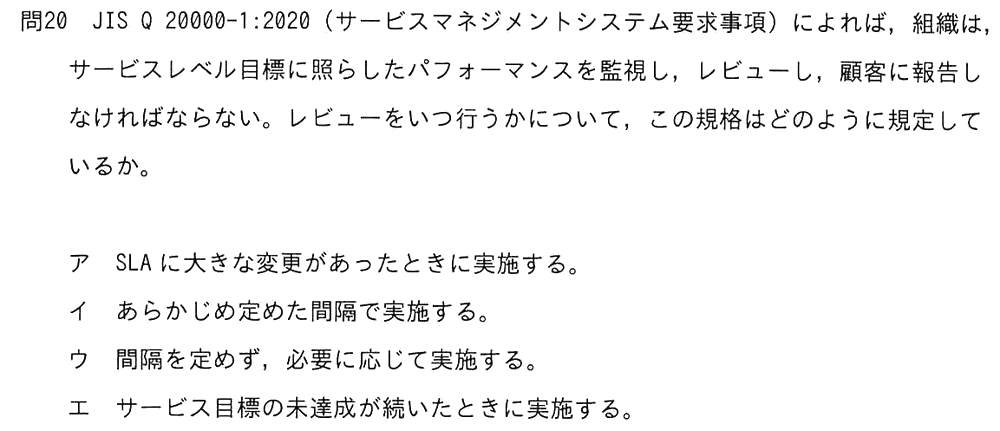 問20 JIS Q 20000-1:2020(サービスマネジメントシステム要求事項)によれば,組織は,
サービスレベル目標に照らしたパフォーマンスを監視し,レビューし,顧客に報告し
なければならない。レビューをいつ行うかについて,この規格はどのように規定して
いるか。
ア SLAに大きな変更があったときに実施する。
イ あらかじめ定めた間隔で実施する。
ウ 間隔を定めず,必要に応じて実施する。
エ サービス目標の未達成が続いたときに実施する。